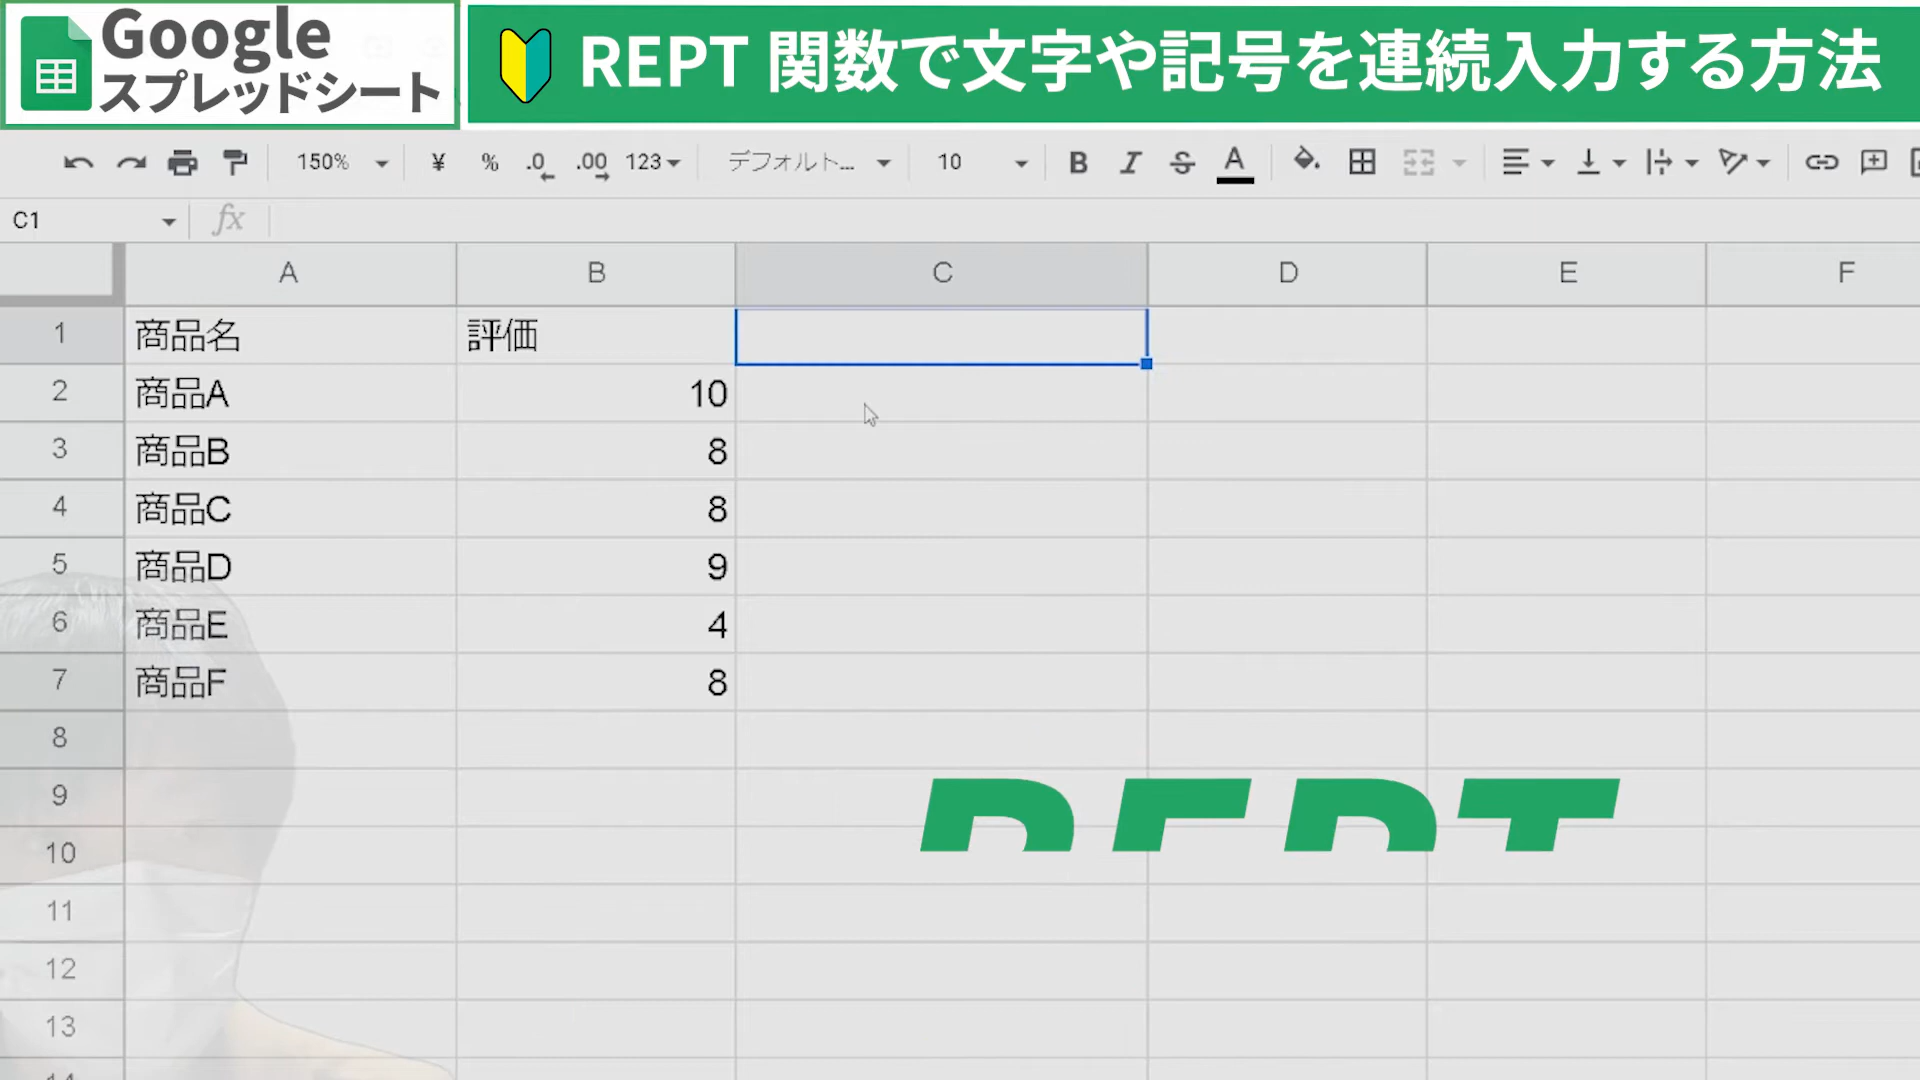 Google
スプレッドシート
REPT 関数で文字や記号を連続入力する方法
150% ¥ % .0 .00 123 デフォルト... 10 B I S A
C1 fx
A B C D E F
1 商品名 評価
2 商品A 10
3 商品B 8
4 商品C 8
5 商品D 9
6 商品E 4
7 商品F 8
8
9
REPT
10
11
12
13